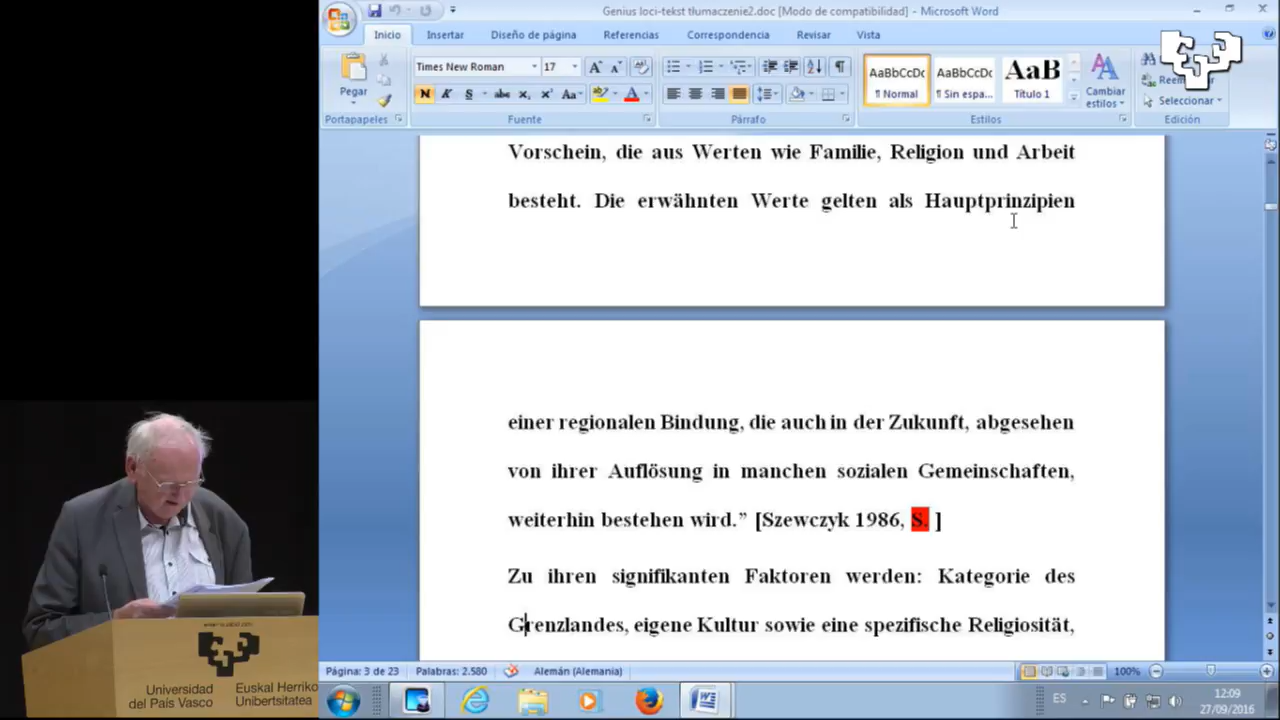 Genius loci-tekst tłumaczenie2.doc [Modo de compatibilidad] - Microsoft Word
Inicio Insertar Diseño de página Referencias Correspondencia Revisar Vista
Times New Roman 17
Pegar
N K S abc x₂ x² Aa
AaBbCcDc AaBbCcDc AaB
¶ Normal ¶ Sin espa... Título 1
Cambiar estilos
Seleccionar
Portapapeles Fuente Párrafo Estilos Edición
Vorschein, die aus Werten wie Familie, Religion und Arbeit
besteht. Die erwähnten Werte gelten als Hauptprinzipien
einer regionalen Bindung, die auch in der Zukunft, abgesehen
von ihrer Auflösung in manchen sozialen Gemeinschaften,
weiterhin bestehen wird.” [Szewczyk 1986, S. ]
Zu ihren signifikanten Faktoren werden: Kategorie des
Grenzlandes, eigene Kultur sowie eine spezifische Religiosität,
Página: 3 de 23 Palabras: 2.580 Alemán (Alemania) 100%
ES 12:09
27/09/2016
Universidad del País Vasco
Euskal Herriko Unibertsitatea